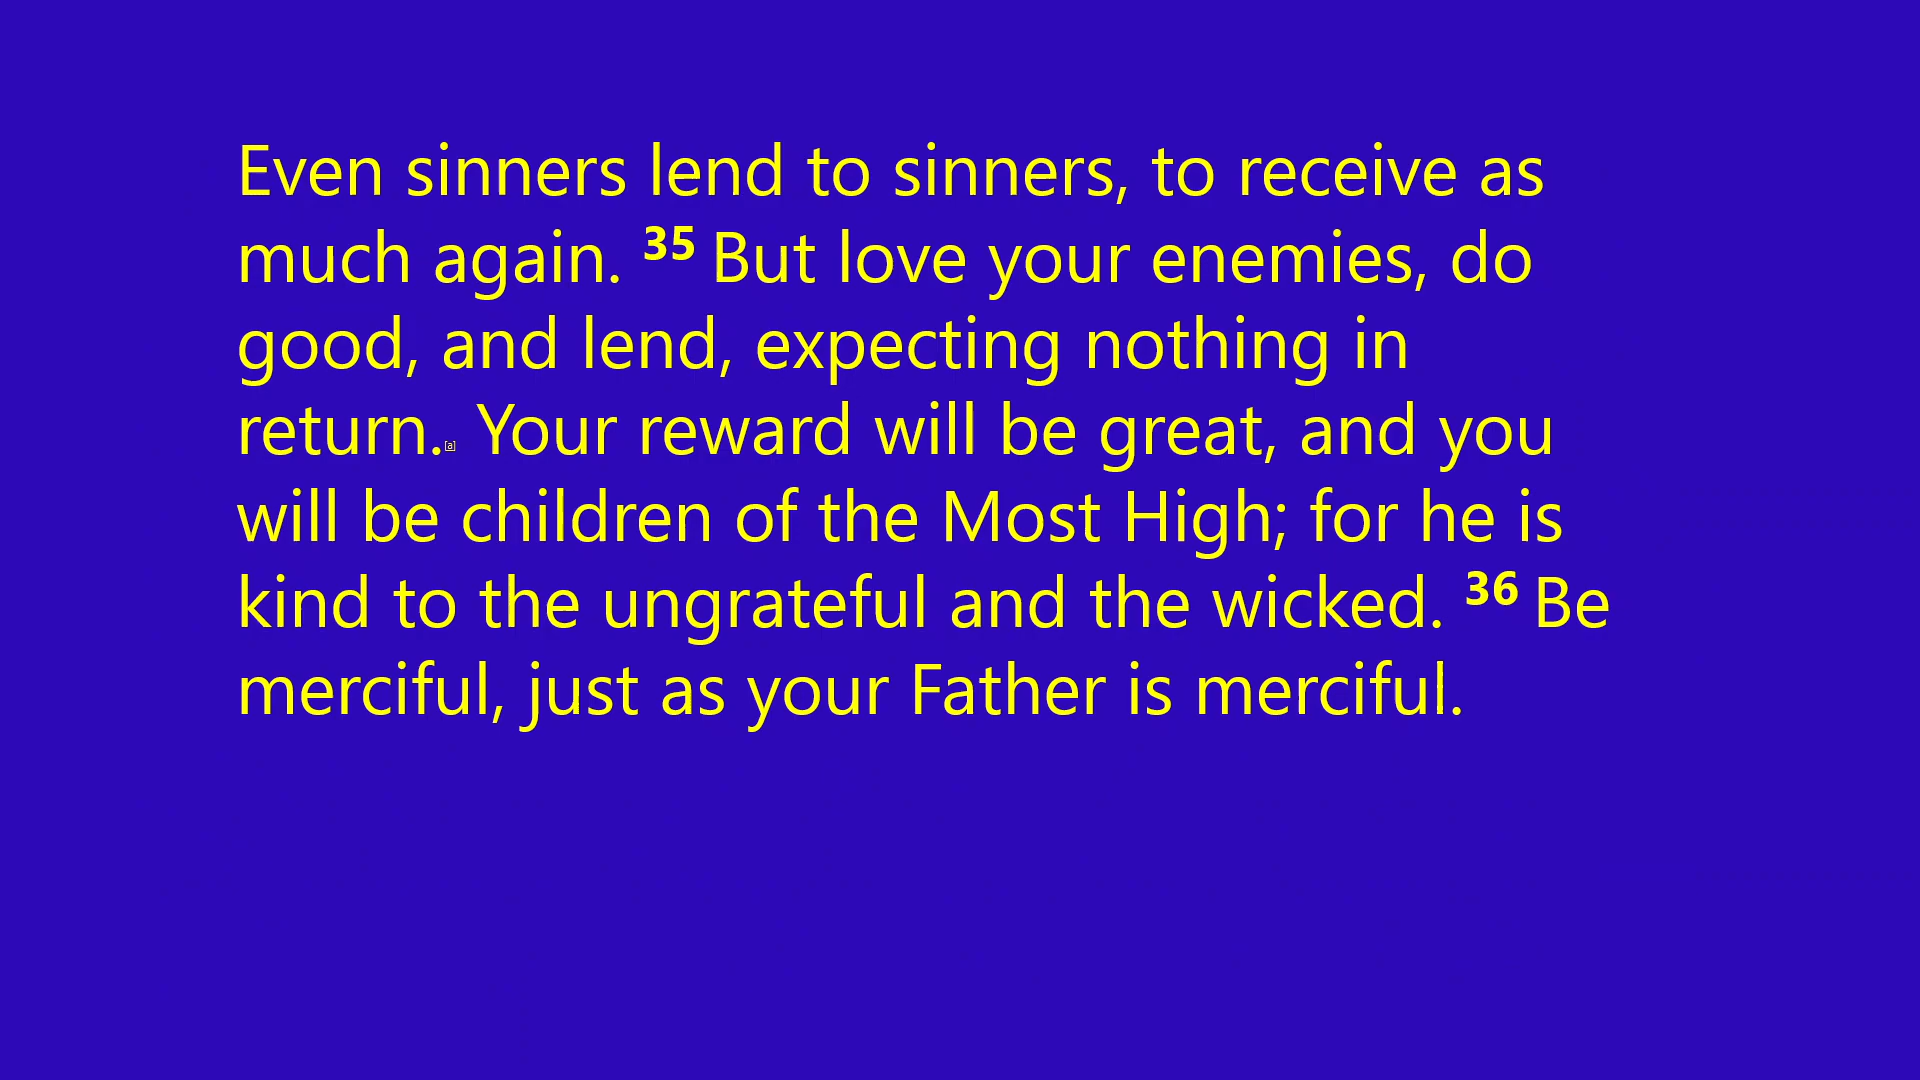 Even sinners lend to sinners, to receive as
much again. 35 But love your enemies, do
good, and lend, expecting nothing in
return.[a] Your reward will be great, and you
will be children of the Most High; for he is
kind to the ungrateful and the wicked. 36 Be
merciful, just as your Father is merciful.